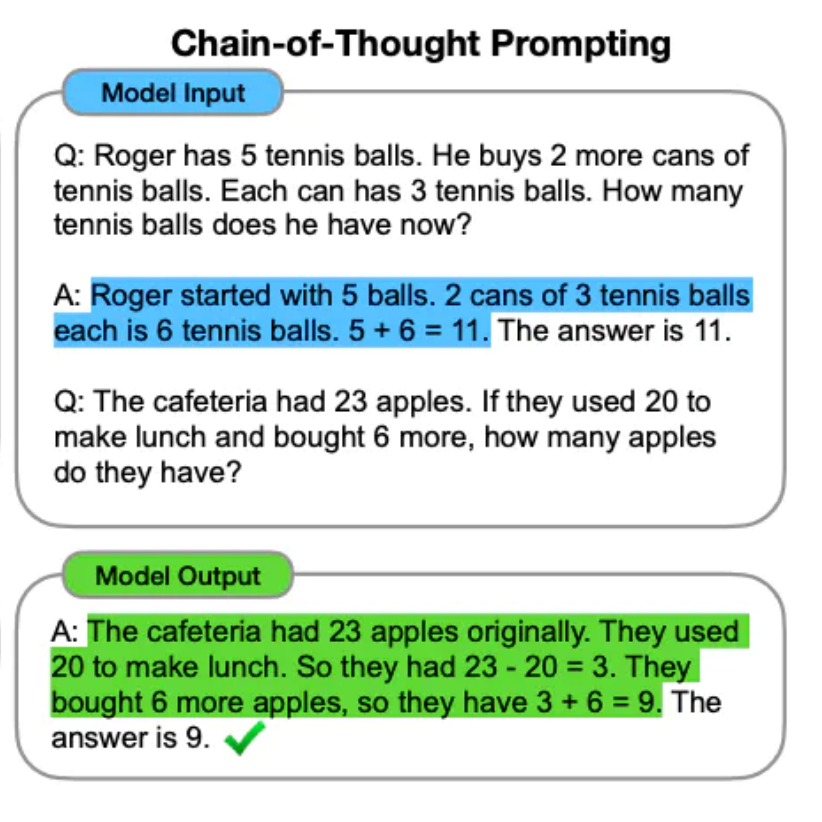 Chain-of-Thought Prompting
Model Input
Q: Roger has 5 tennis balls. He buys 2 more cans of
tennis balls. Each can has 3 tennis balls. How many
tennis balls does he have now?
A: Roger started with 5 balls. 2 cans of 3 tennis balls
each is 6 tennis balls. 5 + 6 = 11. The answer is 11.
Q: The cafeteria had 23 apples. If they used 20 to
make lunch and bought 6 more, how many apples
do they have?
Model Output
A: The cafeteria had 23 apples originally. They used
20 to make lunch. So they had 23 - 20 = 3. They
bought 6 more apples, so they have 3 + 6 = 9. The
answer is 9.